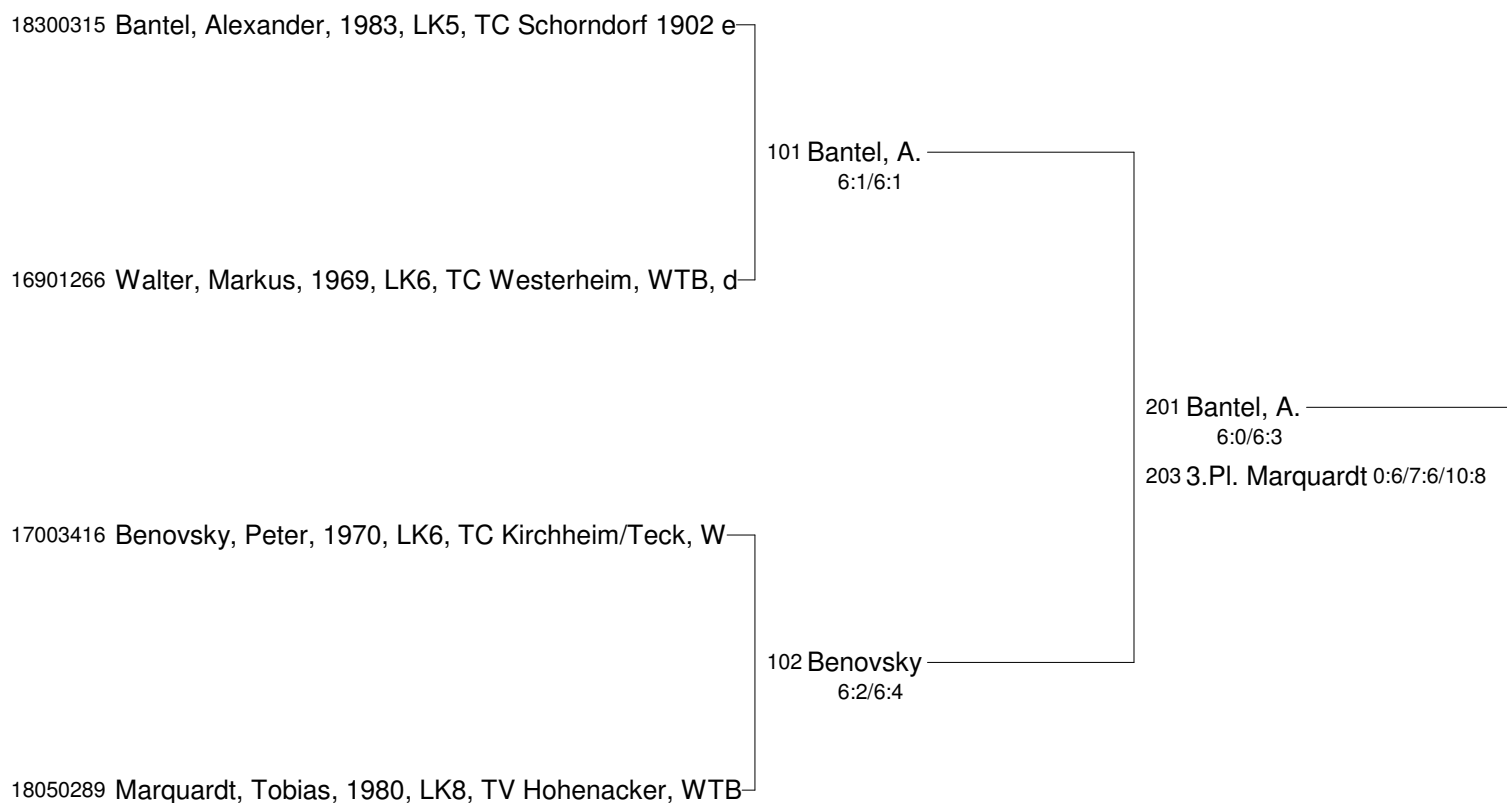 18300315 Bantel, Alexander, 1983, LK5, TC Schorndorf 1902 e
101 Bantel, A.
6:1/6:1
16901266 Walter, Markus, 1969, LK6, TC Westerheim, WTB, d
201 Bantel, A.
6:0/6:3
203 3.Pl. Marquardt 0:6/7:6/10:8
17003416 Benovsky, Peter, 1970, LK6, TC Kirchheim/Teck, W
102 Benovsky
6:2/6:4
18050289 Marquardt, Tobias, 1980, LK8, TV Hohenacker, WTB